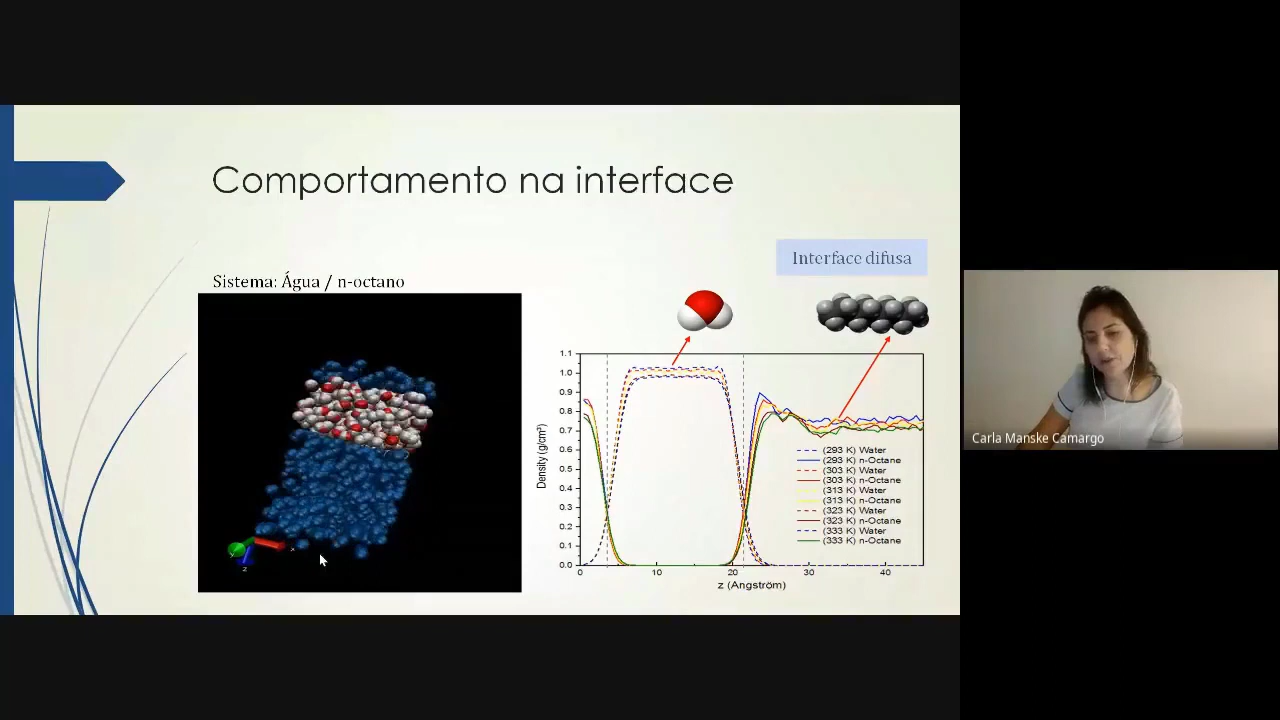 Comportamento na interface
Interface difusa
Sistema: Água / n-octano
1.1
1.0
0.9
0.8
0.7
0.6
0.5
0.4
0.3
0.2
0.1
0.0
Density (g/cm³)
0
10
20
30
40
z (Angström)
(293 K) Water
(293 K) n-Octane
(303 K) Water
(303 K) n-Octane
(313 K) Water
(313 K) n-Octane
(323 K) Water
(323 K) n-Octane
(333 K) Water
(333 K) n-Octane
x
y
z
Carla Manske Camargo